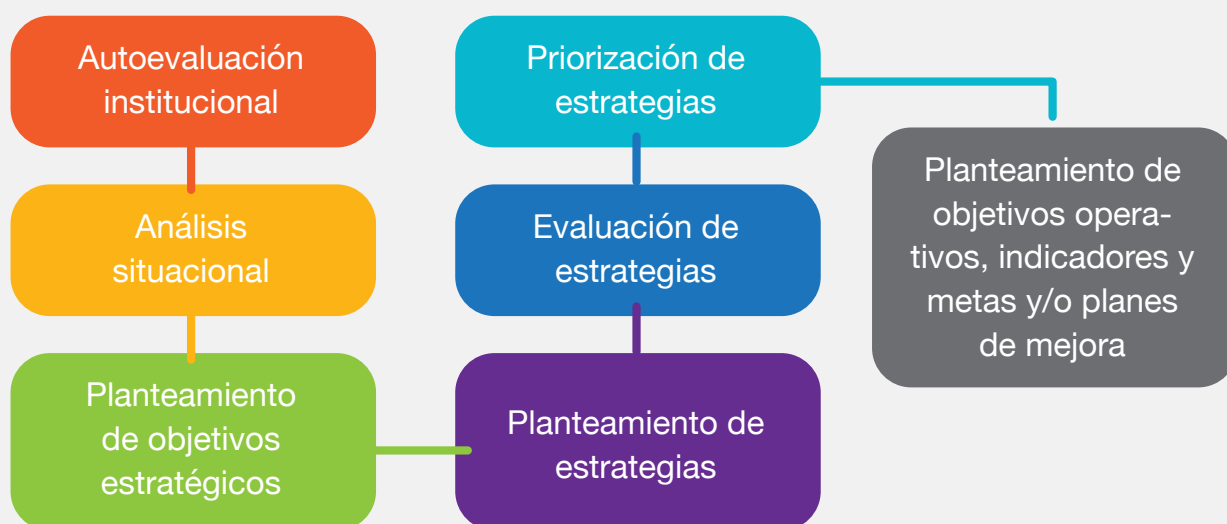 Autoevaluación
institucional
Análisis
situacional
Planteamiento
de objetivos
estratégicos
Planteamiento de
estrategias
Evaluación de
estrategias
Priorización de
estrategias
Planteamiento de
objetivos opera-
tivos, indicadores y
metas y/o planes
de mejora